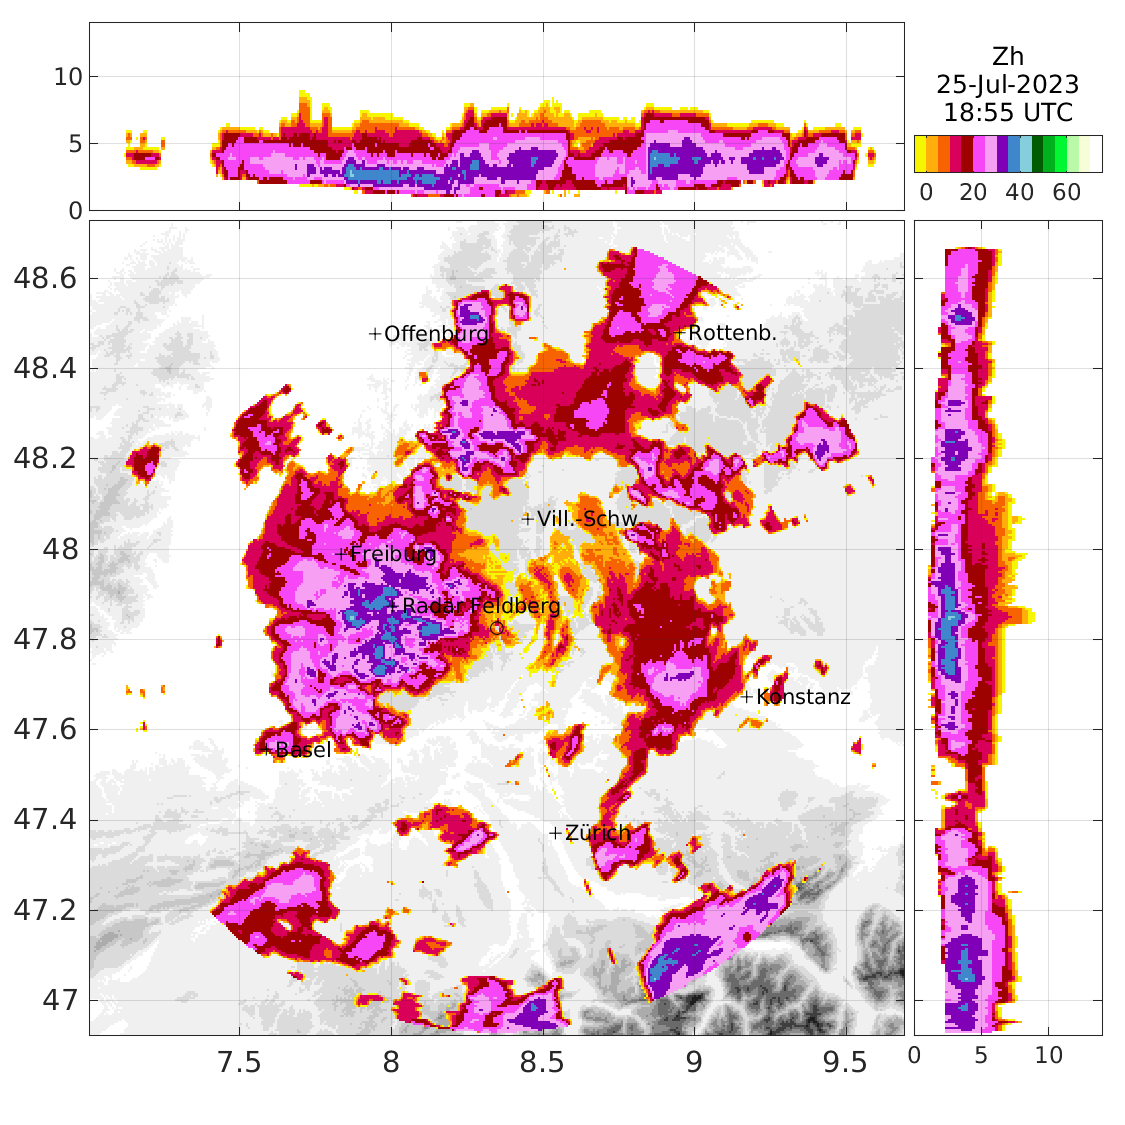 Zh
25-Jul-2023
18:55 UTC
10
5
0
0 20 40 60
48.6
Offenburg
Rottenb.
48.4
48.2
Vill.-Schw.
48
Freiburg
Radar Feldberg
47.8
Konstanz
47.6
Basel
47.4
Zürich
47.2
47
7.5 8 8.5 9 9.5
0 5 10